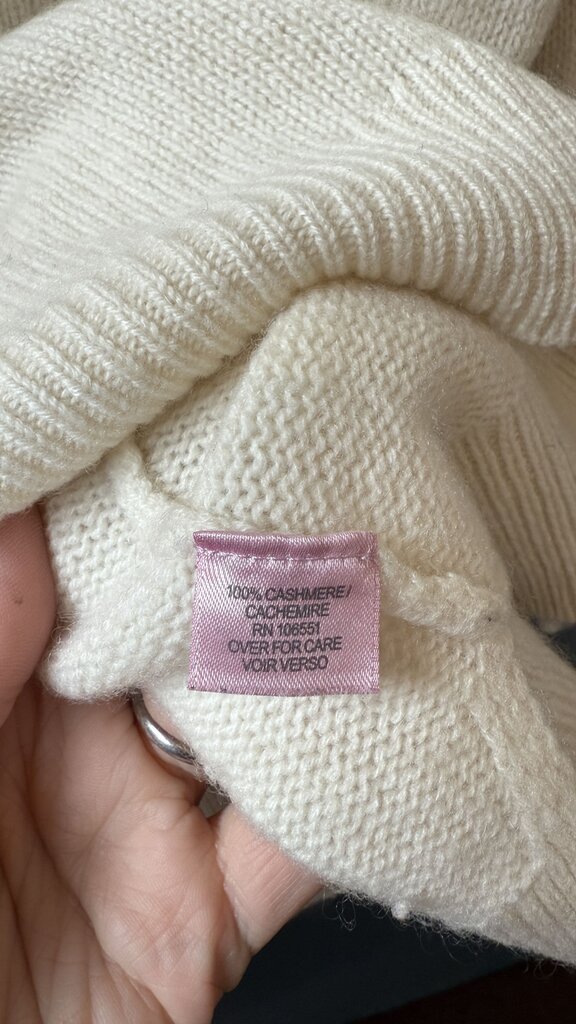 100% CASHMERE/
CACHEMIRE
RN 106551
OVER FOR CARE
VOIR VERSO